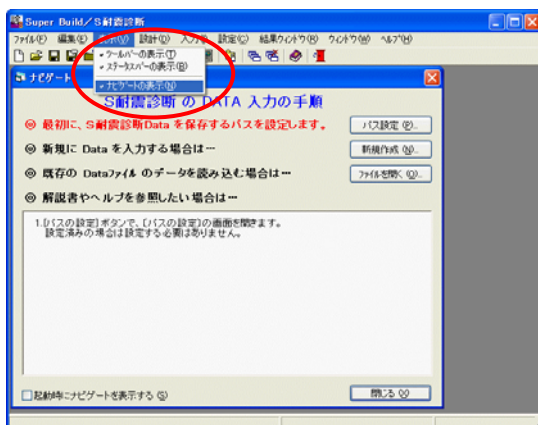 Super Build／S耐震診断
ファイル(F) 編集(E) 表示(V) 設計(D) 入力(I) 設定(C) 結果ウィンドウ(R) ウィンドウ(W) ヘルプ(H)
ツールバーの表示(T)
ステータスバーの表示(B)
ナビゲートの表示(N)
ナビゲート
S耐震診断 の DATA 入力の手順
最初に、S耐震診断Data を保存するパスを設定します。
パス設定 (P)...
新規に Data を入力する場合は…
新規作成 (N)...
既存の Dataファイル のデータを読み込む場合は…
ファイルを開く (O)...
解説書やヘルプを参照したい場合は…
1.[パスの設定]ボタンで、[パスの設定]の画面を開きます。
設定済みの場合は設定する必要はありません。
起動時にナビゲートを表示する (S)
閉じる (X)